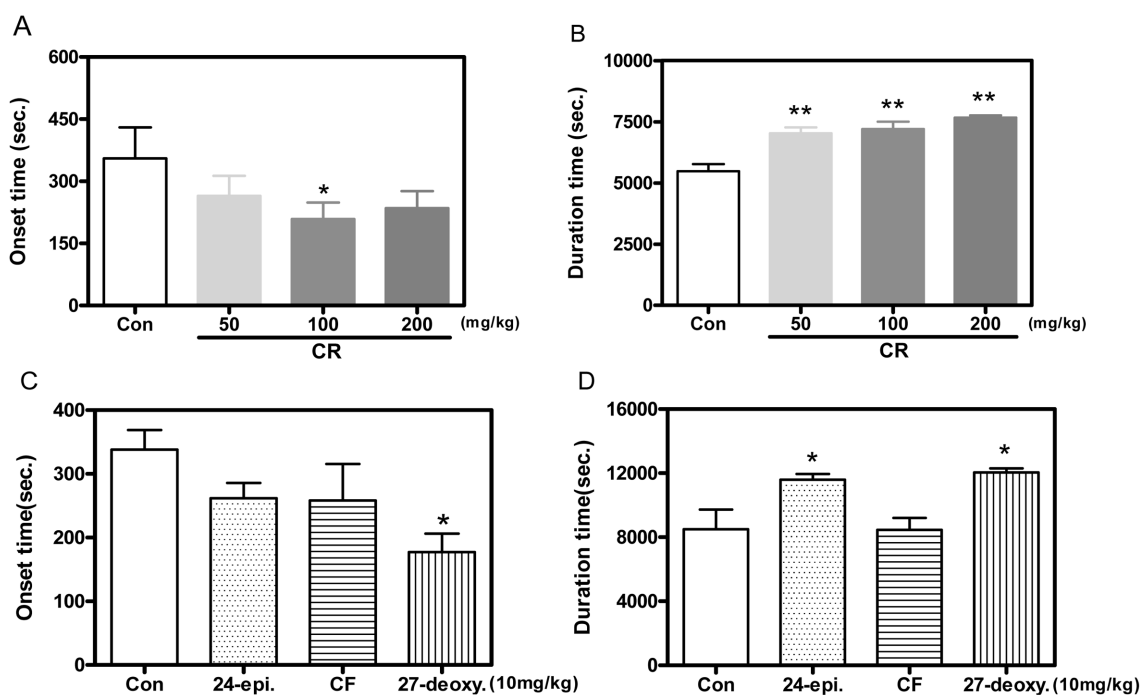 A
Onset time (sec.)
600
450
300
150
0
*
Con 50 100 200 (mg/kg)
CR
B
Duration time (sec.)
10000
7500
5000
2500
0
** ** **
Con 50 100 200 (mg/kg)
CR
C
Onset time(sec.)
400
300
200
100
0
*
Con 24-epi. CF 27-deoxy. (10mg/kg)
D
Duration time(sec.)
16000
12000
8000
4000
0
* *
Con 24-epi. CF 27-deoxy. (10mg/kg)